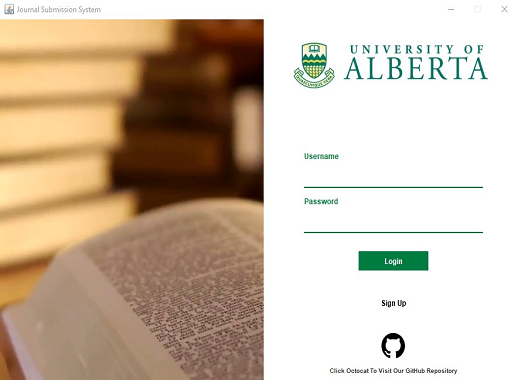 Journal Submission System
UNIVERSITY OF
ALBERTA
Username
Password
Login
Sign Up
Click Octocat To Visit Our GitHub Repository